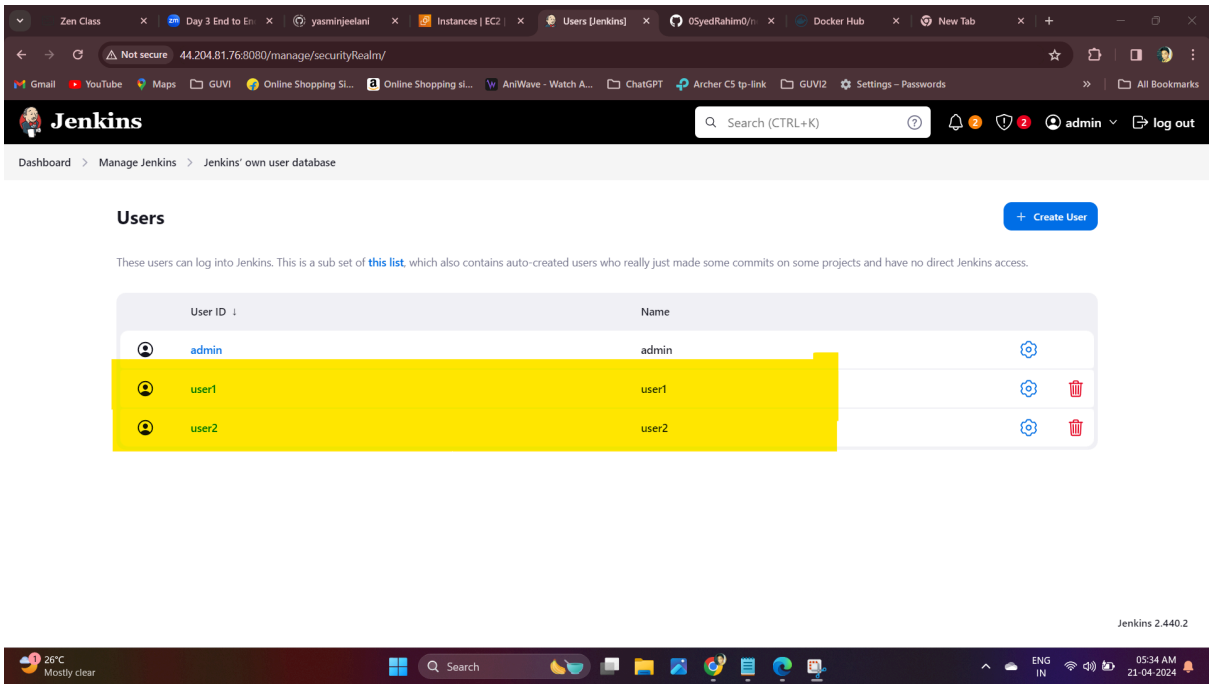 Zen Class
Day 3 End to En
yasminjeelani
Instances | EC2 |
Users [Jenkins]
0SyedRahim0/n
Docker Hub
New Tab
Not secure 44.204.81.76:8080/manage/securityRealm/
Gmail YouTube Maps GUVI Online Shopping Si... Online Shopping si... AniWave - Watch A... ChatGPT Archer C5 tp-link GUVI2 Settings – Passwords » All Bookmarks
Jenkins Search (CTRL+K) ? 2 2 admin log out
Dashboard > Manage Jenkins > Jenkins' own user database
Users + Create User
These users can log into Jenkins. This is a sub set of this list, which also contains auto-created users who really just made some commits on some projects and have no direct Jenkins access.
User ID ↓ Name
admin admin
user1 user1
user2 user2
Jenkins 2.440.2
1 26°C Search ENG 05:34 AM
Mostly clear IN 21-04-2024